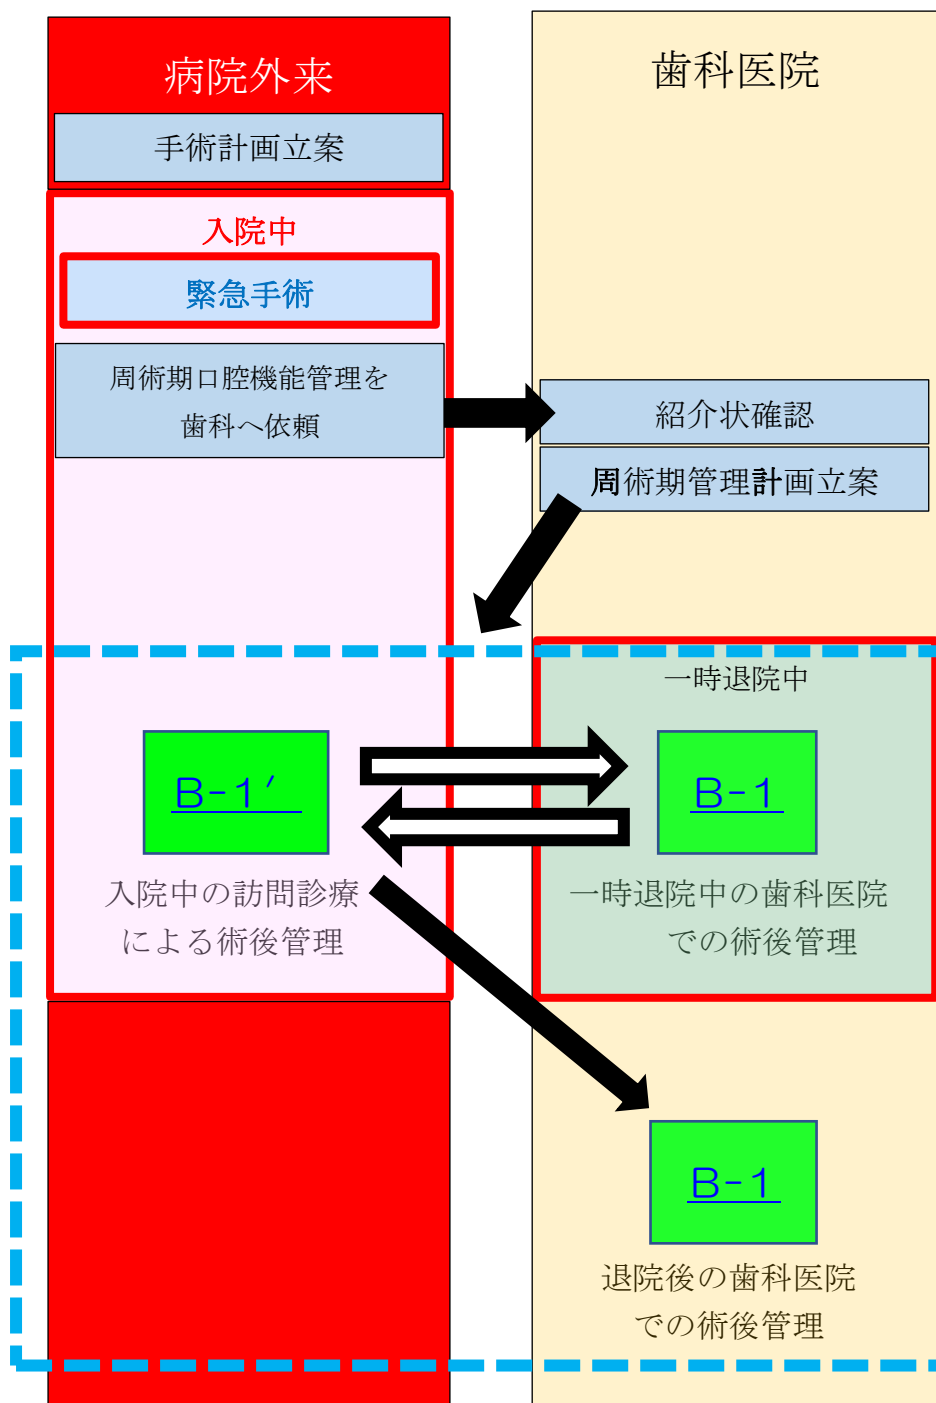 病院外来
手術計画立案
入院中
緊急手術
周術期口腔機能管理を
歯科へ依頼
歯科医院
紹介状確認
周術期管理計画立案
一時退院中
B-1′
入院中の訪問診療
による術後管理
B-1
一時退院中の歯科医院
での術後管理
B-1
退院後の歯科医院
での術後管理